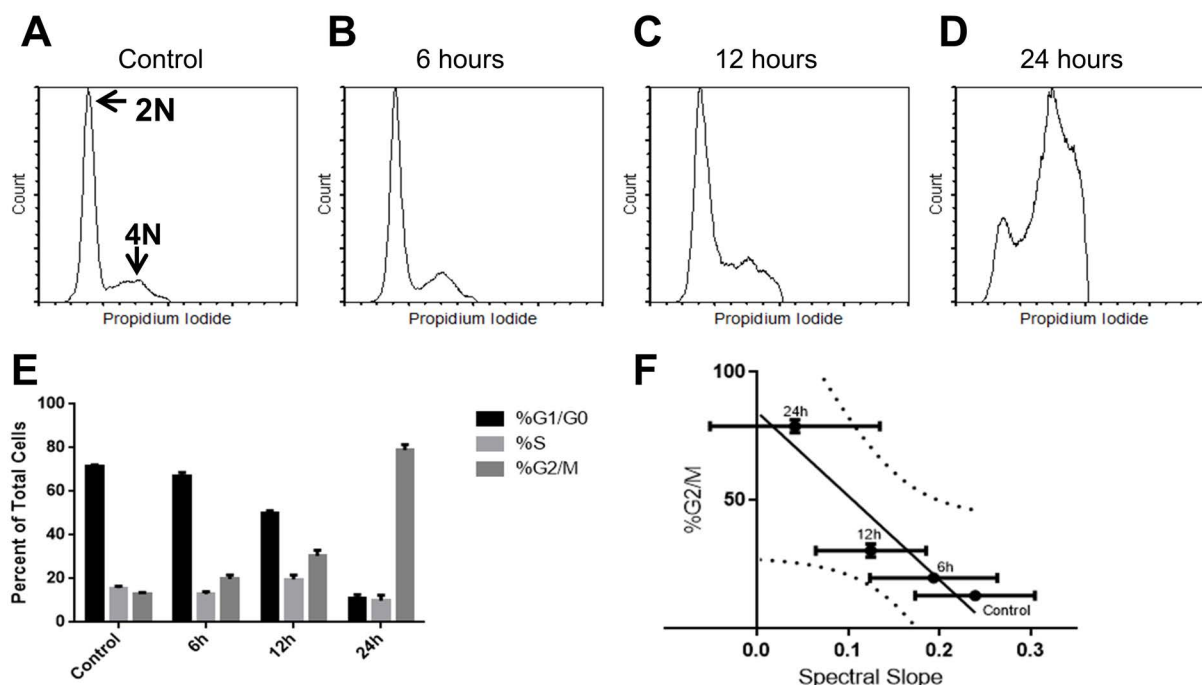 A
Control
2N
4N
Count
Propidium Iodide
B
6 hours
Count
Propidium Iodide
C
12 hours
Count
Propidium Iodide
D
24 hours
Count
Propidium Iodide
E
Percent of Total Cells
100
80
60
40
20
0
Control
6h
12h
24h
%G1/G0
%S
%G2/M
F
%G2/M
100
50
24h
12h
6h
Control
0.0
0.1
0.2
0.3
Spectral Slope